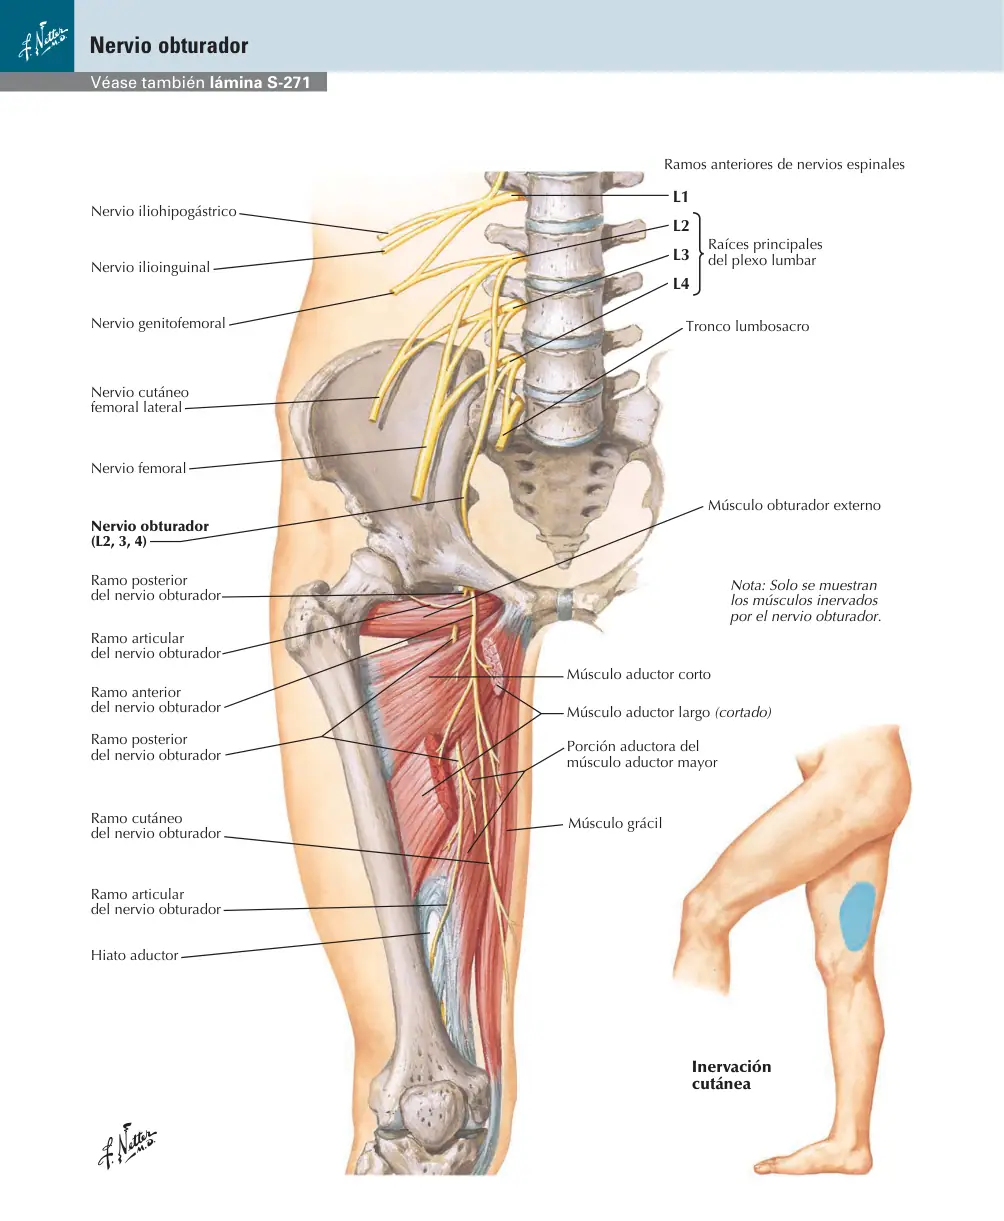 F. Netter M.D.
Nervio obturador
Véase también lámina S-271
Ramos anteriores de nervios espinales
L1
L2
L3
L4
Raíces principales
del plexo lumbar
Tronco lumbosacro
Nervio iliohipogástrico
Nervio ilioinguinal
Nervio genitofemoral
Nervio cutáneo
femoral lateral
Nervio femoral
Nervio obturador
(L2, 3, 4)
Ramo posterior
del nervio obturador
Ramo articular
del nervio obturador
Ramo anterior
del nervio obturador
Ramo posterior
del nervio obturador
Ramo cutáneo
del nervio obturador
Ramo articular
del nervio obturador
Hiato aductor
Músculo obturador externo
Nota: Solo se muestran
los músculos inervados
por el nervio obturador.
Músculo aductor corto
Músculo aductor largo (cortado)
Porción aductora del
músculo aductor mayor
Músculo grácil
Inervación
cutánea
F. Netter M.D.